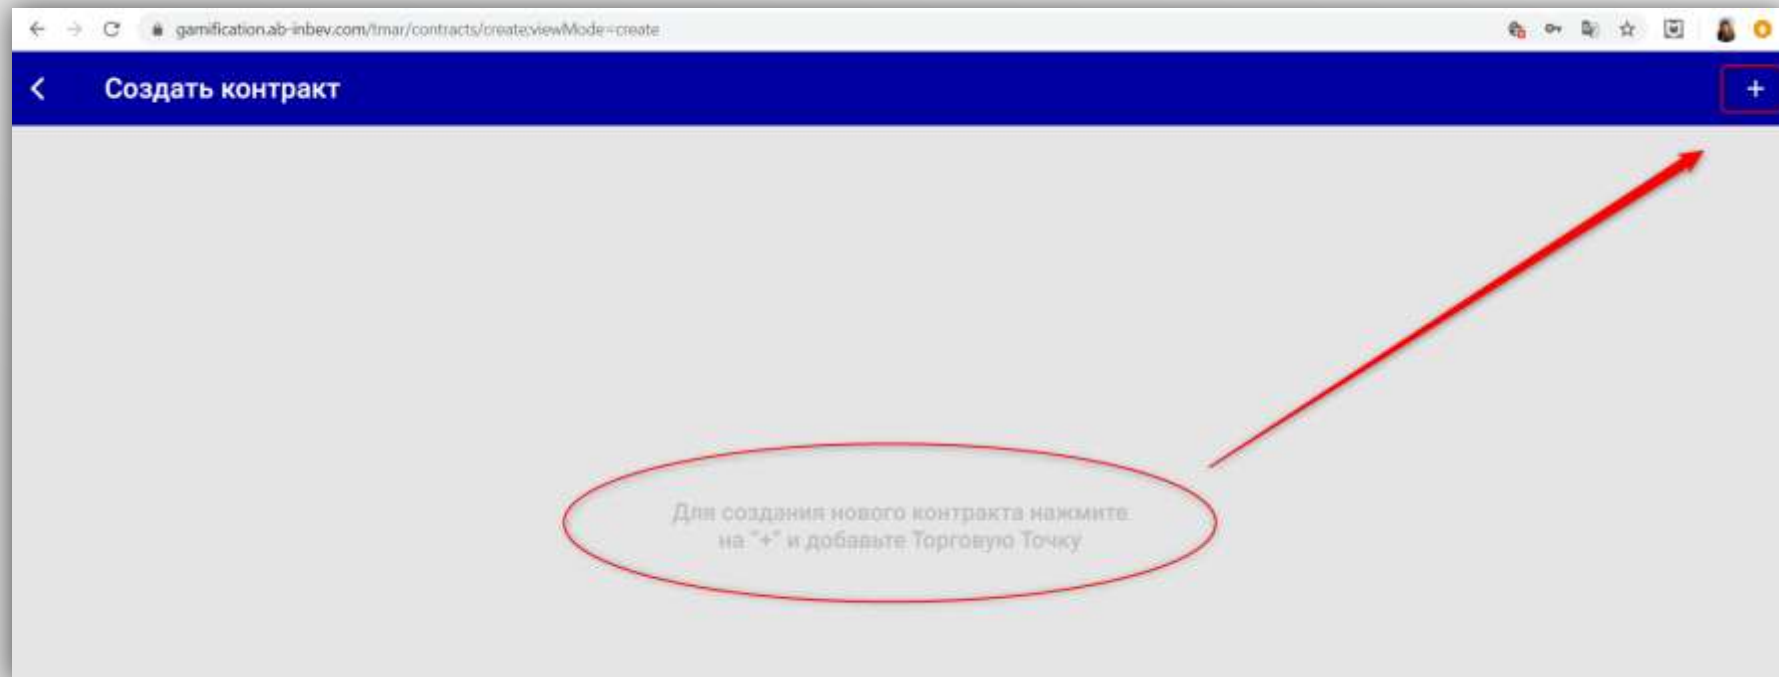 gamification.ab-inbev.com/tmar/contracts/create;viewMode=create
Создать контракт
+
Для создания нового контракта нажмите
на "+" и добавьте Торговую Точку